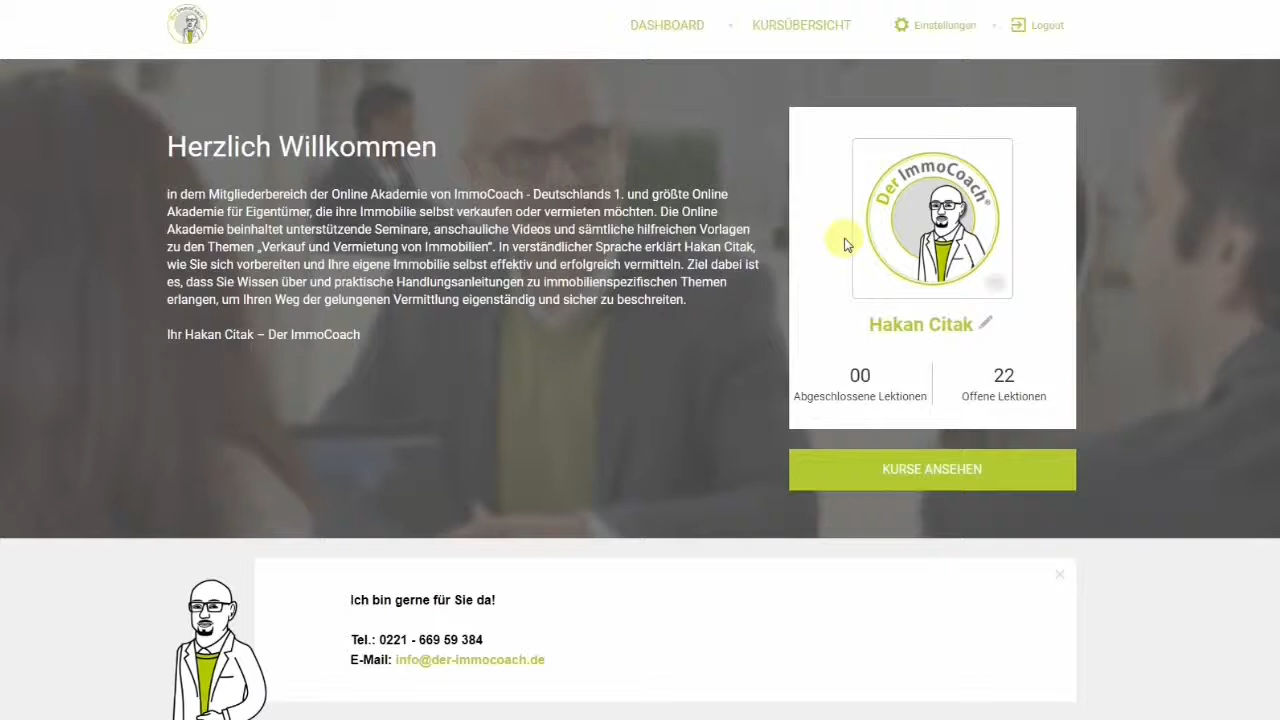 Der ImmoCoach
DASHBOARD
KURSÜBERSICHT
Einstellungen
Logout
Herzlich Willkommen
in dem Mitgliederbereich der Online Akademie von ImmoCoach - Deutschlands 1. und größte Online
Akademie für Eigentümer, die ihre Immobilie selbst verkaufen oder vermieten möchten. Die Online
Akademie beinhaltet unterstützende Seminare, anschauliche Videos und sämtliche hilfreichen Vorlagen
zu den Themen „Verkauf und Vermietung von Immobilien“. In verständlicher Sprache erklärt Hakan Citak,
wie Sie sich vorbereiten und Ihre eigene Immobilie selbst effektiv und erfolgreich vermitteln. Ziel dabei ist
es, dass Sie Wissen über und praktische Handlungsanleitungen zu immobilienspezifischen Themen
erlangen, um Ihren Weg der gelungenen Vermittlung eigenständig und sicher zu beschreiten.
Ihr Hakan Citak – Der ImmoCoach
Der ImmoCoach®
Hakan Citak
00
Abgeschlossene Lektionen
22
Offene Lektionen
KURSE ANSEHEN
Ich bin gerne für Sie da!
Tel.: 0221 - 669 59 384
E-Mail: info@der-immocoach.de